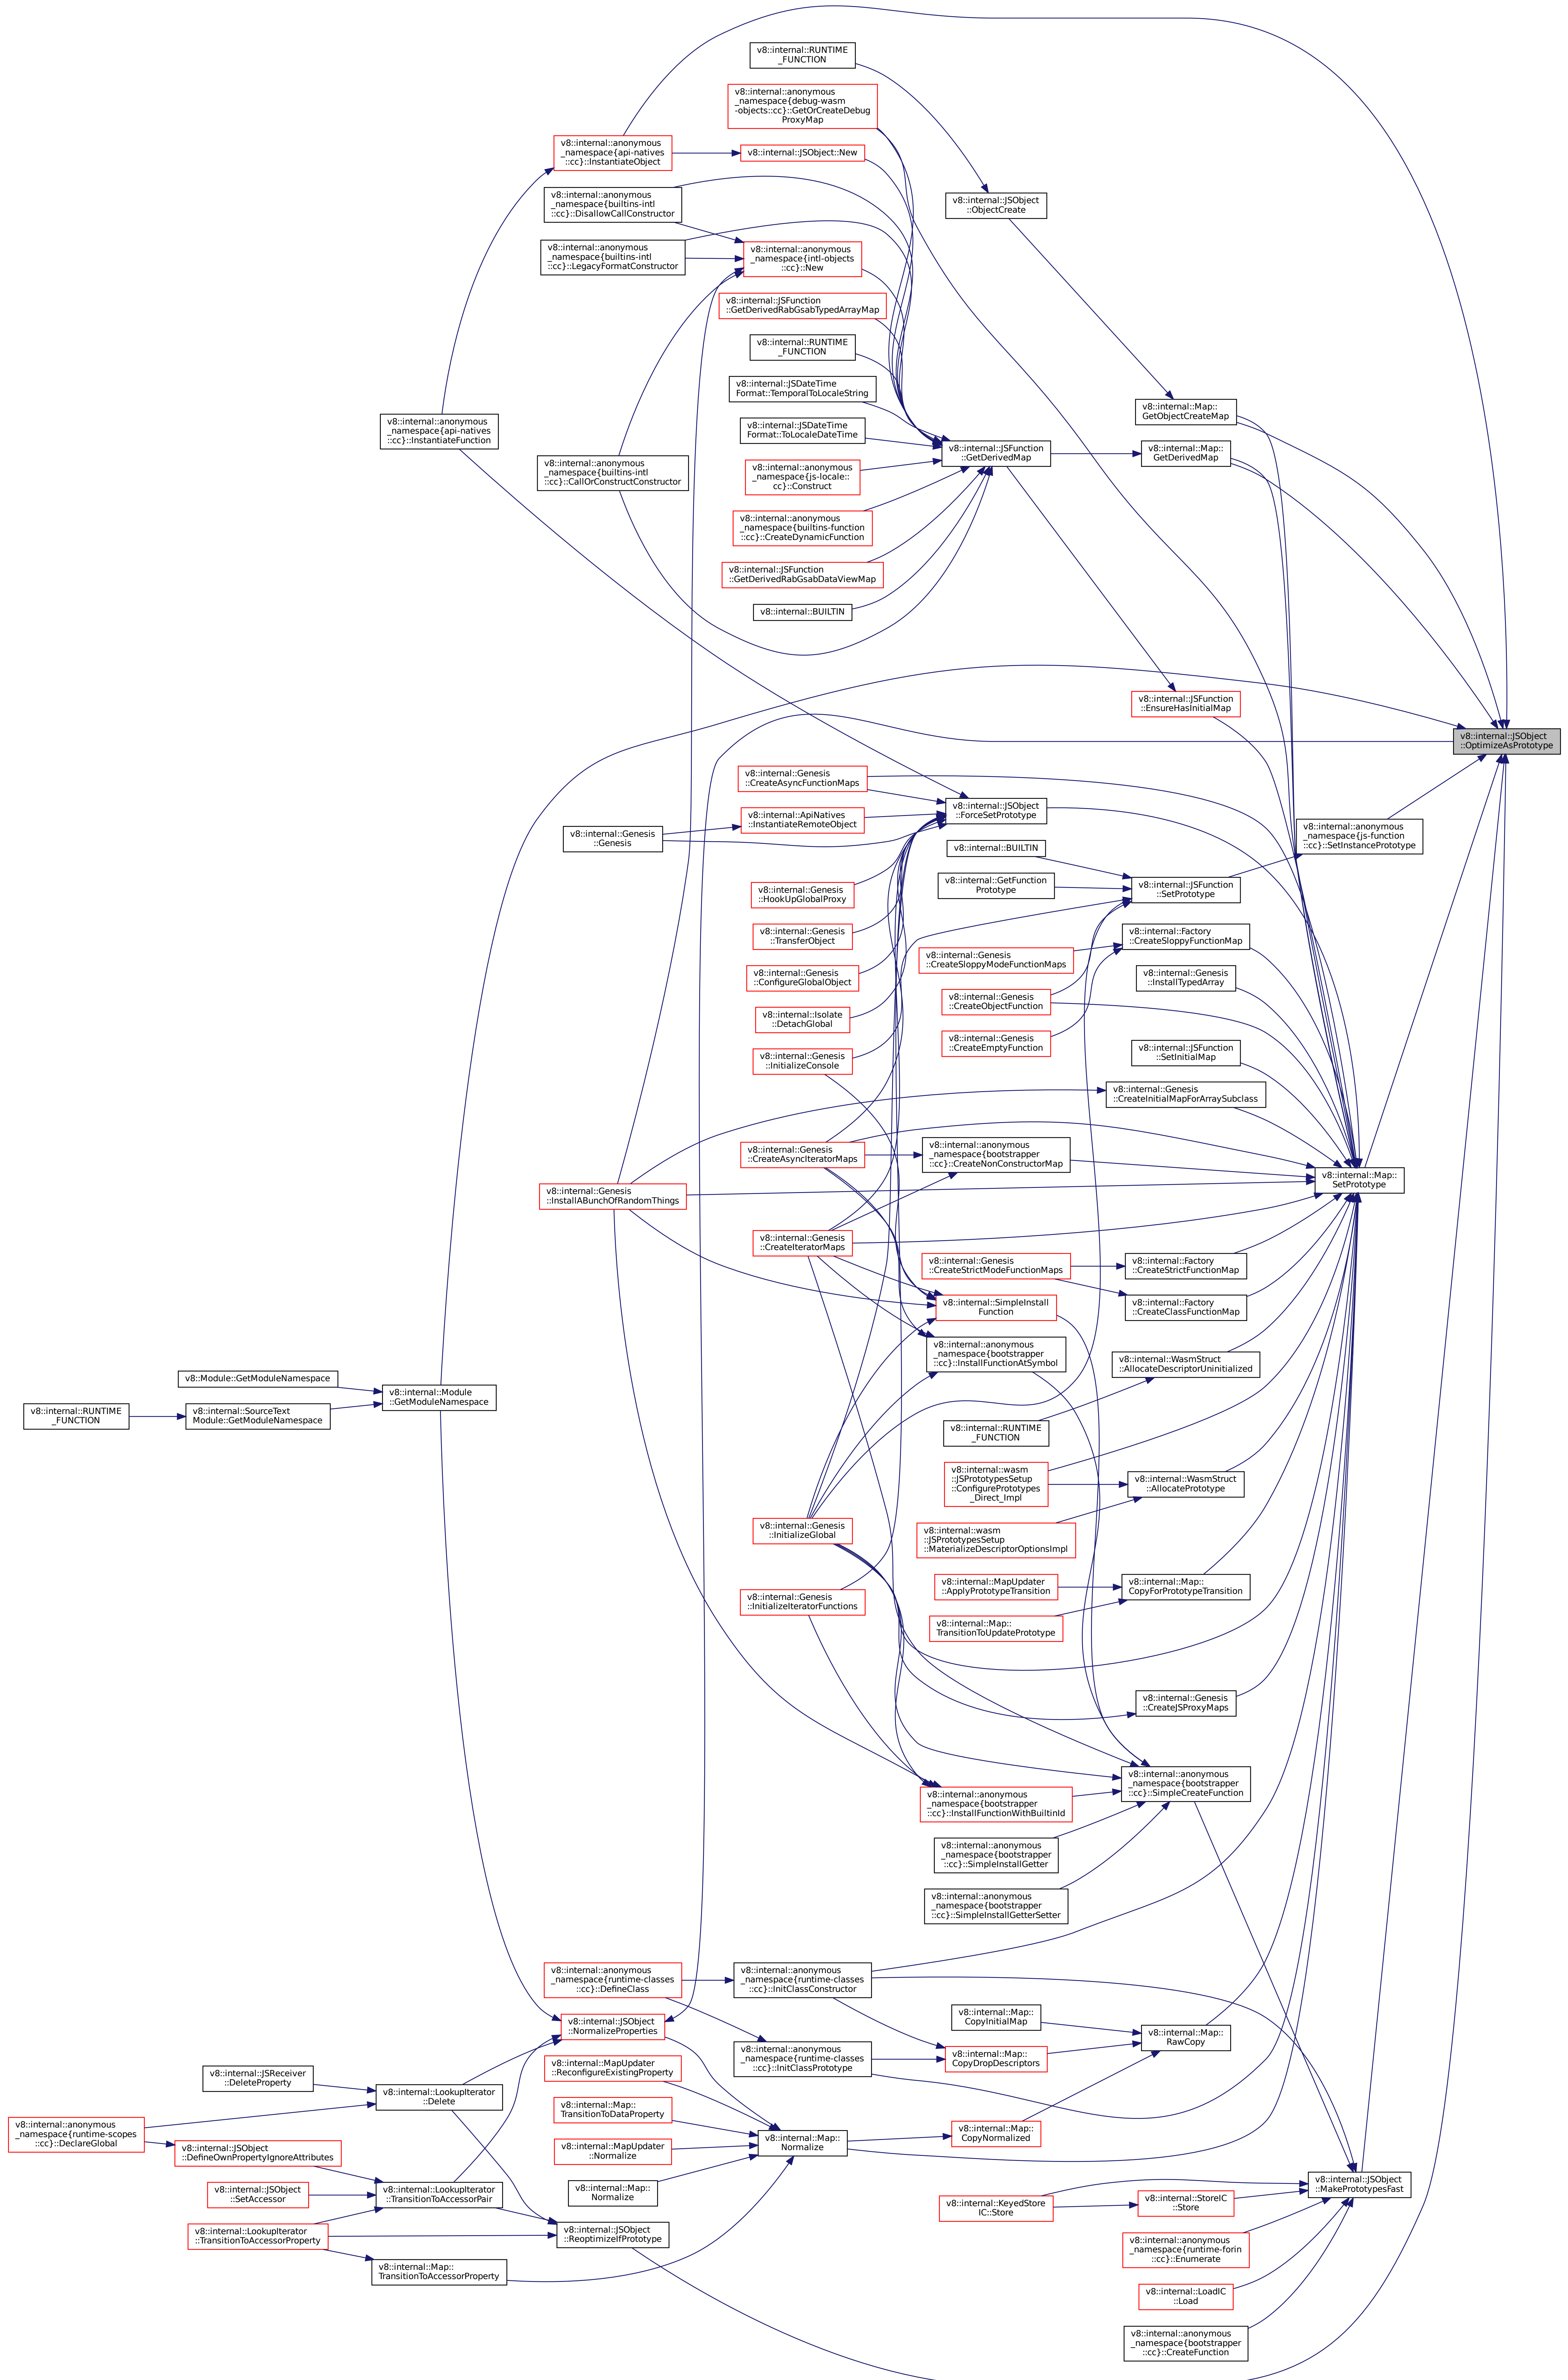 v8::internal::RUNTIME
_FUNCTION
v8::internal::anonymous
_namespace{debug-wasm
-objects::cc}::GetOrCreateDebug
ProxyMap
v8::internal::anonymous
_namespace{api-natives
::cc}::InstantiateObject
v8::internal::JSObject::New
v8::internal::anonymous
_namespace{builtins-intl
::cc}::DisallowCallConstructor
v8::internal::JSObject
::ObjectCreate
v8::internal::anonymous
_namespace{builtins-intl
::cc}::LegacyFormatConstructor
v8::internal::anonymous
_namespace{intl-objects
::cc}::New
v8::internal::JSFunction
::GetDerivedRabGsabTypedArrayMap
v8::internal::RUNTIME
_FUNCTION
v8::internal::JSDateTime
Format::TemporalToLocaleString
v8::internal::Map::
GetObjectCreateMap
v8::internal::anonymous
_namespace{api-natives
::cc}::InstantiateFunction
v8::internal::JSDateTime
Format::ToLocaleDateTime
v8::internal::JSFunction
::GetDerivedMap
v8::internal::Map::
GetDerivedMap
v8::internal::anonymous
_namespace{builtins-intl
::cc}::CallOrConstructConstructor
v8::internal::anonymous
_namespace{js-locale::
cc}::Construct
v8::internal::anonymous
_namespace{builtins-function
::cc}::CreateDynamicFunction
v8::internal::JSFunction
::GetDerivedRabGsabDataViewMap
v8::internal::BUILTIN
v8::internal::JSFunction
::EnsureHasInitialMap
v8::internal::JSObject
::OptimizeAsPrototype
v8::internal::Genesis
::CreateAsyncFunctionMaps
v8::internal::JSObject
::ForceSetPrototype
v8::internal::ApiNatives
::InstantiateRemoteObject
v8::internal::Genesis
::Genesis
v8::internal::anonymous
_namespace{js-function
::cc}::SetInstancePrototype
v8::internal::BUILTIN
v8::internal::GetFunction
Prototype
v8::internal::JSFunction
::SetPrototype
v8::internal::Genesis
::HookUpGlobalProxy
v8::internal::Genesis
::TransferObject
v8::internal::Factory
::CreateSloppyFunctionMap
v8::internal::Genesis
::CreateSloppyModeFunctionMaps
v8::internal::Genesis
::ConfigureGlobalObject
v8::internal::Genesis
::InstallTypedArray
v8::internal::Genesis
::CreateObjectFunction
v8::internal::Isolate
::DetachGlobal
v8::internal::Genesis
::CreateEmptyFunction
v8::internal::Genesis
::InitializeConsole
v8::internal::JSFunction
::SetInitialMap
v8::internal::Genesis
::CreateInitialMapForArraySubclass
v8::internal::Genesis
::CreateAsyncIteratorMaps
v8::internal::anonymous
_namespace{bootstrapper
::cc}::CreateNonConstructorMap
v8::internal::Map::
SetPrototype
v8::internal::Genesis
::InstallABunchOfRandomThings
v8::internal::Genesis
::CreateIteratorMaps
v8::internal::Genesis
::CreateStrictModeFunctionMaps
v8::internal::Factory
::CreateStrictFunctionMap
v8::internal::SimpleInstall
Function
v8::internal::Factory
::CreateClassFunctionMap
v8::internal::anonymous
_namespace{bootstrapper
::cc}::InstallFunctionAtSymbol
v8::internal::WasmStruct
::AllocateDescriptorUninitialized
v8::Module::GetModuleNamespace
v8::internal::Module
::GetModuleNamespace
v8::internal::RUNTIME
_FUNCTION
v8::internal::SourceText
Module::GetModuleNamespace
v8::internal::RUNTIME
_FUNCTION
v8::internal::wasm
::JSPrototypesSetup
::ConfigurePrototypes
_Direct_Impl
v8::internal::WasmStruct
::AllocatePrototype
v8::internal::Genesis
::InitializeGlobal
v8::internal::wasm
::JSPrototypesSetup
::MaterializeDescriptorOptionsImpl
v8::internal::MapUpdater
::ApplyPrototypeTransition
v8::internal::Map::
CopyForPrototypeTransition
v8::internal::Genesis
::InitializeIteratorFunctions
v8::internal::Map::
TransitionToUpdatePrototype
v8::internal::Genesis
::CreateJSProxyMaps
v8::internal::anonymous
_namespace{bootstrapper
::cc}::SimpleCreateFunction
v8::internal::anonymous
_namespace{bootstrapper
::cc}::InstallFunctionWithBuiltinId
v8::internal::anonymous
_namespace{bootstrapper
::cc}::SimpleInstallGetter
v8::internal::anonymous
_namespace{bootstrapper
::cc}::SimpleInstallGetterSetter
v8::internal::anonymous
_namespace{runtime-classes
::cc}::DefineClass
v8::internal::anonymous
_namespace{runtime-classes
::cc}::InitClassConstructor
v8::internal::JSObject
::NormalizeProperties
v8::internal::Map::
CopyInitialMap
v8::internal::Map::
RawCopy
v8::internal::anonymous
_namespace{runtime-classes
::cc}::InitClassPrototype
v8::internal::Map::
CopyDropDescriptors
v8::internal::MapUpdater
::ReconfigureExistingProperty
v8::internal::JSReceiver
::DeleteProperty
v8::internal::LookupIterator
::Delete
v8::internal::Map::
TransitionToDataProperty
v8::internal::anonymous
_namespace{runtime-scopes
::cc}::DeclareGlobal
v8::internal::Map::
Normalize
v8::internal::Map::
CopyNormalized
v8::internal::JSObject
::DefineOwnPropertyIgnoreAttributes
v8::internal::MapUpdater
::Normalize
v8::internal::JSObject
::SetAccessor
v8::internal::LookupIterator
::TransitionToAccessorPair
v8::internal::Map::
Normalize
v8::internal::JSObject
::MakePrototypesFast
v8::internal::KeyedStore
IC::Store
v8::internal::StoreIC
::Store
v8::internal::LookupIterator
::TransitionToAccessorProperty
v8::internal::JSObject
::ReoptimizeIfPrototype
v8::internal::anonymous
_namespace{runtime-forin
::cc}::Enumerate
v8::internal::Map::
TransitionToAccessorProperty
v8::internal::LoadIC
::Load
v8::internal::anonymous
_namespace{bootstrapper
::cc}::CreateFunction